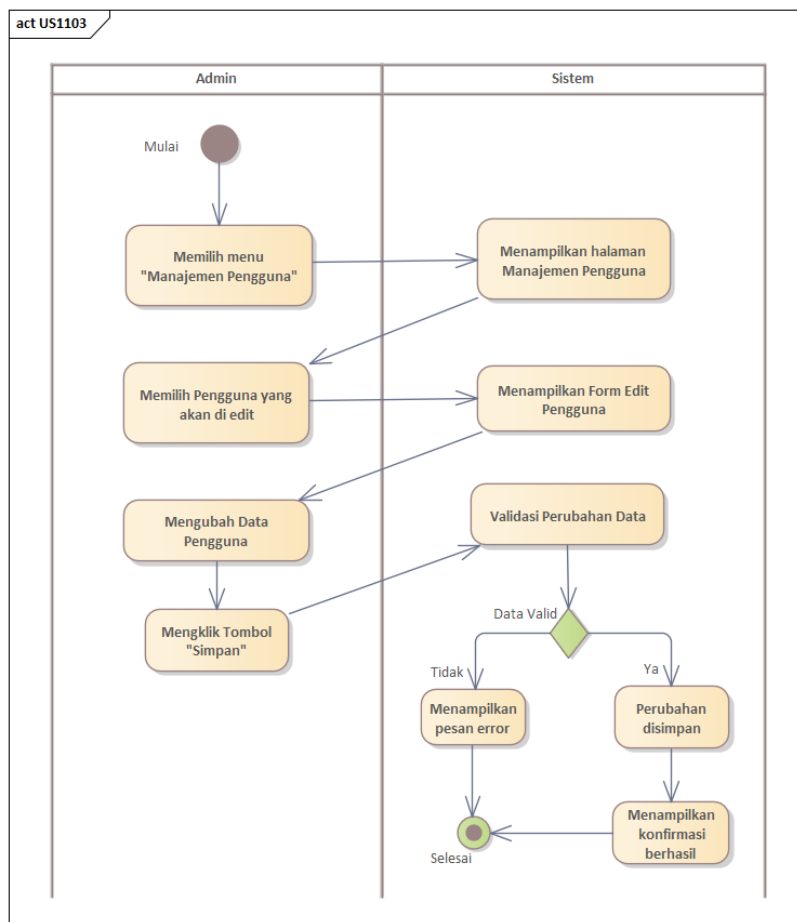 act US1103
Admin
Sistem
Mulai
Memilih menu
"Manajemen Pengguna"
Menampilkan halaman
Manajemen Pengguna
Memilih Pengguna yang
akan di edit
Menampilkan Form Edit
Pengguna
Mengubah Data
Pengguna
Validasi Perubahan Data
Mengklik Tombol
"Simpan"
Data Valid
Tidak
Ya
Menampilkan
pesan error
Perubahan
disimpan
Menampilkan
konfirmasi
berhasil
Selesai